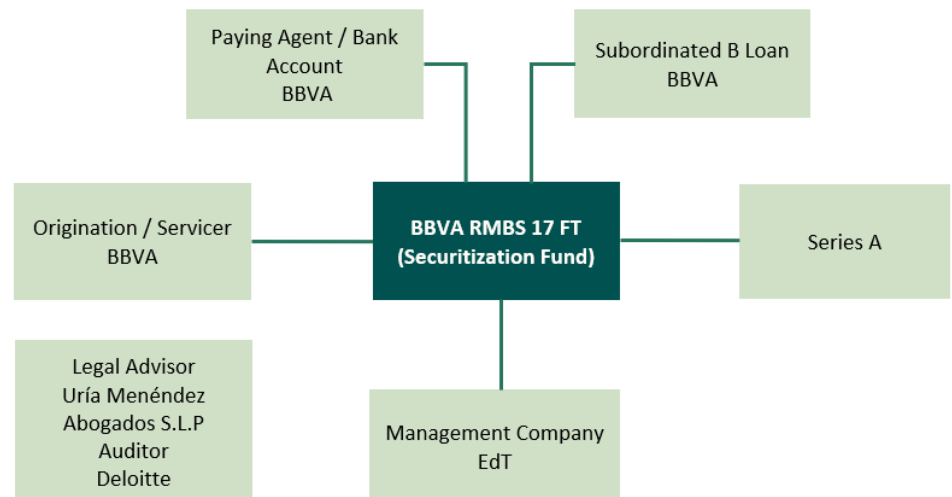 Paying Agent / Bank
Account
BBVA
Subordinated B Loan
BBVA
Origination / Servicer
BBVA
BBVA RMBS 17 FT
(Securitization Fund)
Series A
Legal Advisor
Uría Menéndez
Abogados S.L.P
Auditor
Deloitte
Management Company
EdT